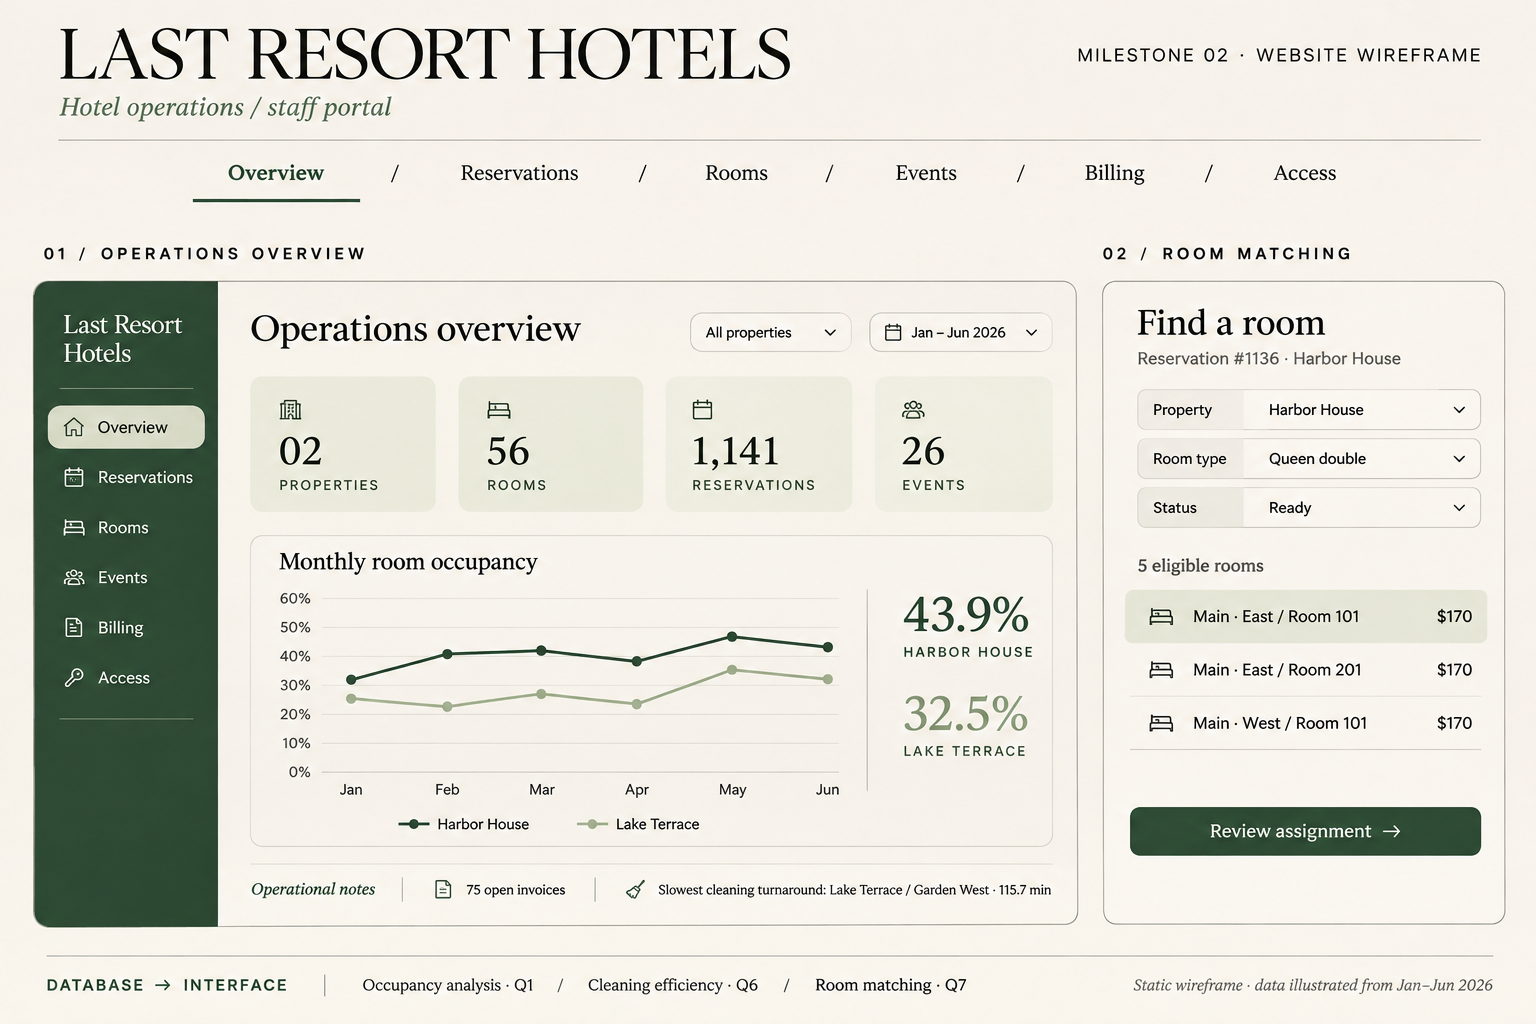 LAST RESORT HOTELS
Hotel operations / staff portal
MILESTONE 02 · WEBSITE WIREFRAME
Overview / Reservations / Rooms / Events / Billing / Access
01 / OPERATIONS OVERVIEW
Last Resort
Hotels
Overview
Reservations
Rooms
Events
Billing
Access
Operations overview
All properties
Jan – Jun 2026
02
PROPERTIES
56
ROOMS
1,141
RESERVATIONS
26
EVENTS
Monthly room occupancy
60%
50%
40%
30%
20%
10%
0%
Jan Feb Mar Apr May Jun
Harbor House Lake Terrace
43.9%
HARBOR HOUSE
32.5%
LAKE TERRACE
Operational notes
75 open invoices
Slowest cleaning turnaround: Lake Terrace / Garden West · 115.7 min
02 / ROOM MATCHING
Find a room
Reservation #1136 · Harbor House
Property Harbor House
Room type Queen double
Status Ready
5 eligible rooms
Main · East / Room 101 $170
Main · East / Room 201 $170
Main · West / Room 101 $170
Review assignment →
DATABASE → INTERFACE
Occupancy analysis · Q1 / Cleaning efficiency · Q6 / Room matching · Q7
Static wireframe · data illustrated from Jan–Jun 2026